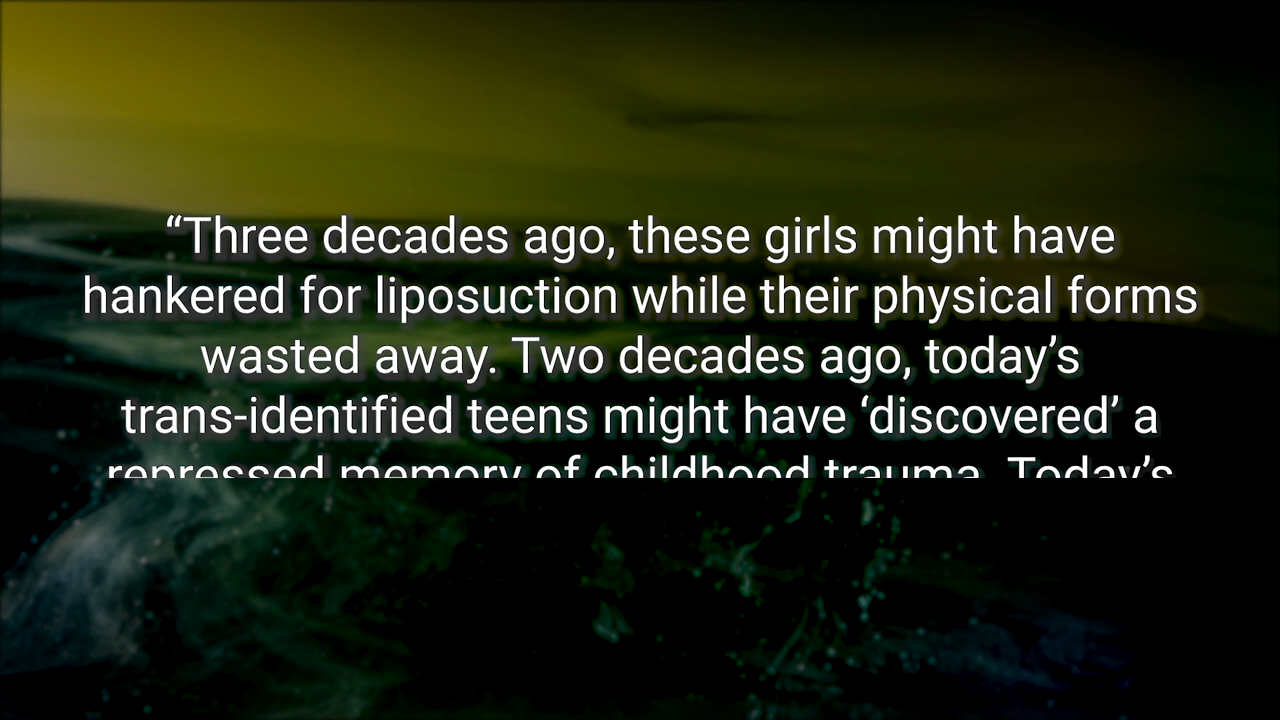 “Three decades ago, these girls might have
hankered for liposuction while their physical forms
wasted away. Two decades ago, today’s
trans-identified teens might have ‘discovered’ a
repressed memory of childhood trauma. Today’s